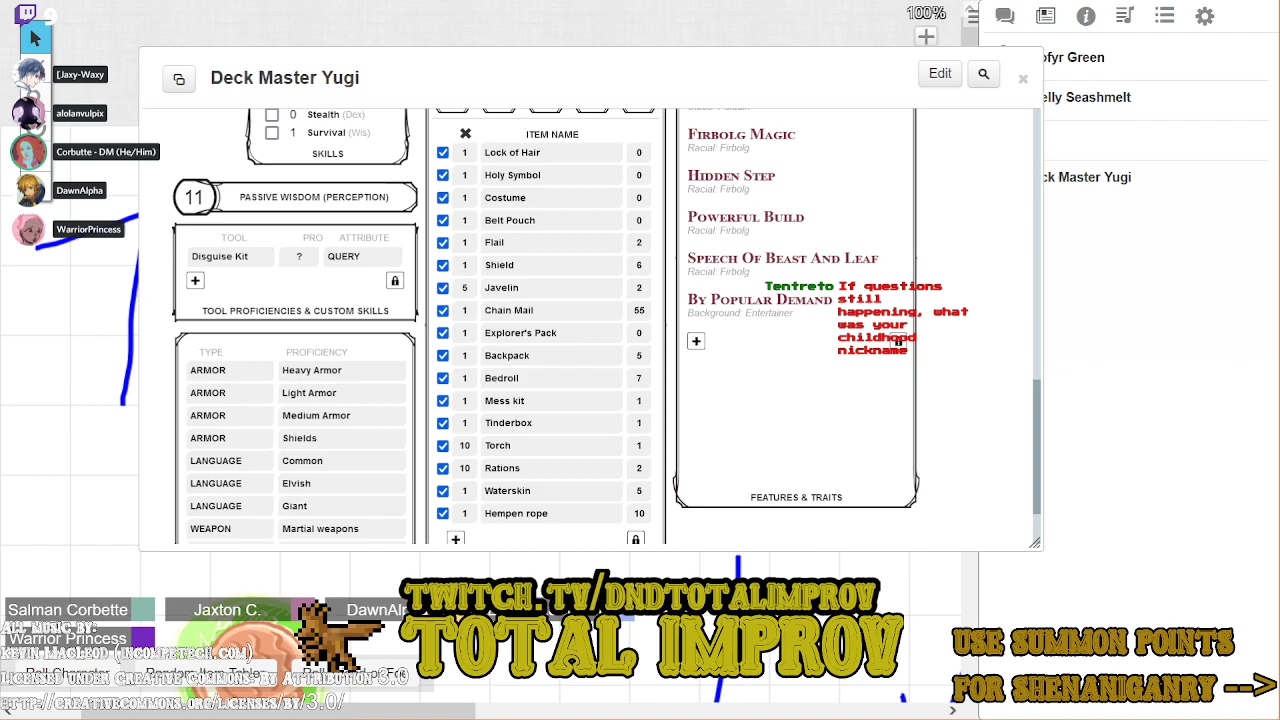 100%
[Jaxy-Waxy
alolanvulpix
Corbutte - DM (He/Him)
DawnAlpha
WarriorPrincess
Deck Master Yugi
Edit
0 Stealth (Dex)
1 Survival (Wis)
SKILLS
11 PASSIVE WISDOM (PERCEPTION)
TOOL PRO ATTRIBUTE
Disguise Kit ? QUERY
TOOL PROFICIENCIES & CUSTOM SKILLS
TYPE PROFICIENCY
ARMOR Heavy Armor
ARMOR Light Armor
ARMOR Medium Armor
ARMOR Shields
LANGUAGE Common
LANGUAGE Elvish
LANGUAGE Giant
WEAPON Martial weapons
ITEM NAME
1 Lock of Hair 0
1 Holy Symbol 0
1 Costume 0
1 Belt Pouch 0
1 Flail 2
1 Shield 6
5 Javelin 2
1 Chain Mail 55
1 Explorer's Pack 0
1 Backpack 5
1 Bedroll 7
1 Mess kit 1
1 Tinderbox 1
10 Torch 1
10 Rations 2
1 Waterskin 5
1 Hempen rope 10
FIRBOLG MAGIC
Racial: Firbolg
HIDDEN STEP
Racial: Firbolg
POWERFUL BUILD
Racial: Firbolg
SPEECH OF BEAST AND LEAF
Racial: Firbolg
BY POPULAR DEMAND
Background: Entertainer
FEATURES & TRAITS
Tentreto If questions
still
happening, what
was your
childhood
nickname
ofyr Green
elly Seashmelt
ck Master Yugi
Salman Corbette
Jaxton C.
DawnAlp
Warrior Princess
ALL MUSIC BY:
KEVIN MACLEOD (INCOMPETECH.COM)
LICENSED UNDER CREATIVE COMMONS: BY ATTRIBUTION 3.0
HTTP://CREATIVECOMMONS.ORG/LICENSES/BY/3.0/
TWITCH.TV/DNDTOTALIMPROV
TOTAL IMPROV
USE SUMMON POINTS
FOR SHENANIGANRY -->